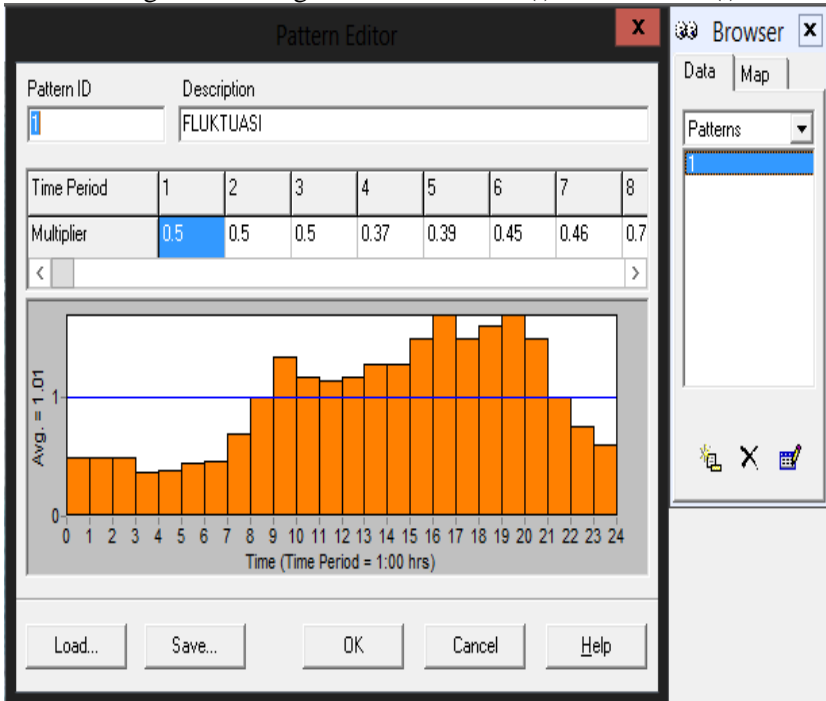 Pattern Editor
x
Pattern ID Description
1 FLUKTUASI
Time Period 1 2 3 4 5 6 7 8
Multiplier 0.5 0.5 0.5 0.37 0.39 0.45 0.46 0.7
Avg. = 1.01
1
0
0 1 2 3 4 5 6 7 8 9 10 11 12 13 14 15 16 17 18 19 20 21 22 23 24
Time (Time Period = 1:00 hrs)
Load... Save... OK Cancel Help
Browser x
Data Map
Patterns
1